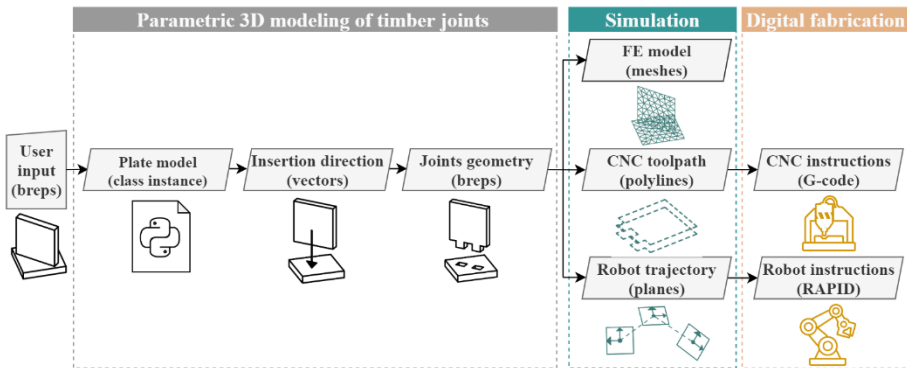 Parametric 3D modeling of timber joints
Simulation
Digital fabrication
FE model
(meshes)
User
input
(breps)
Plate model
(class instance)
Insertion direction
(vectors)
Joints geometry
(breps)
CNC toolpath
(polylines)
CNC instructions
(G-code)
Robot trajectory
(planes)
Robot instructions
(RAPID)